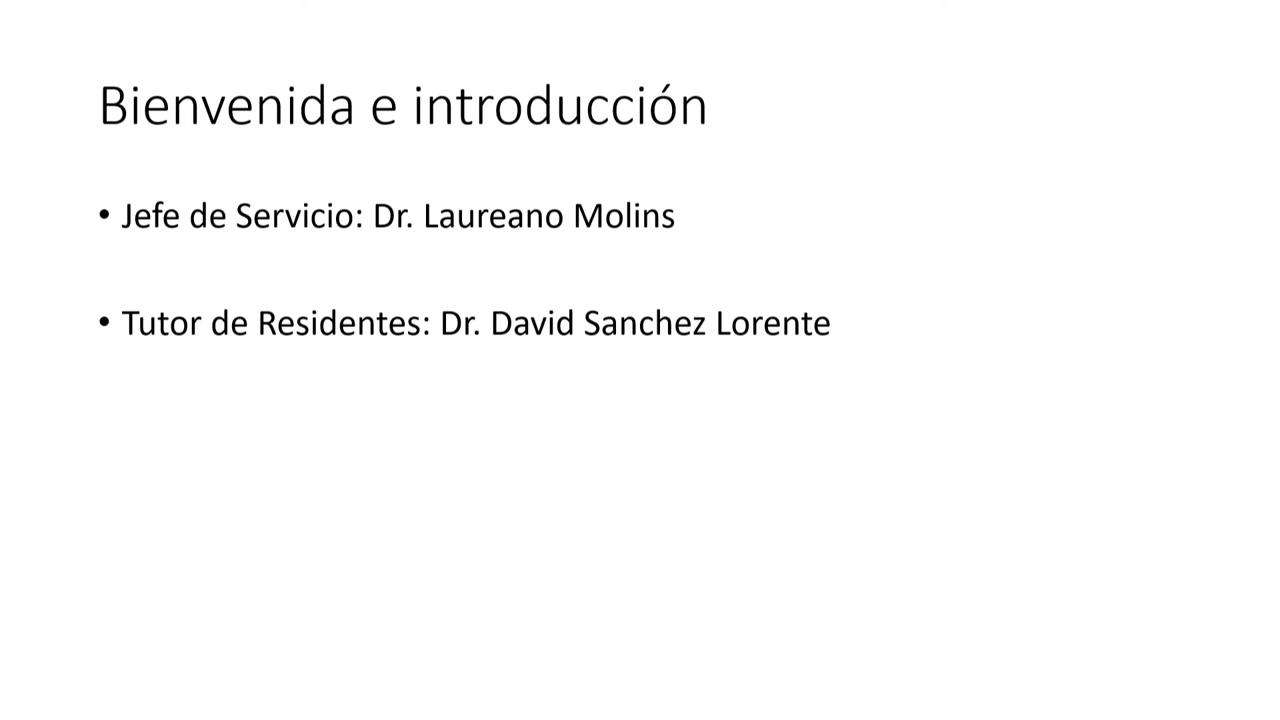 Bienvenida e introducción
• Jefe de Servicio: Dr. Laureano Molins
• Tutor de Residentes: Dr. David Sanchez Lorente